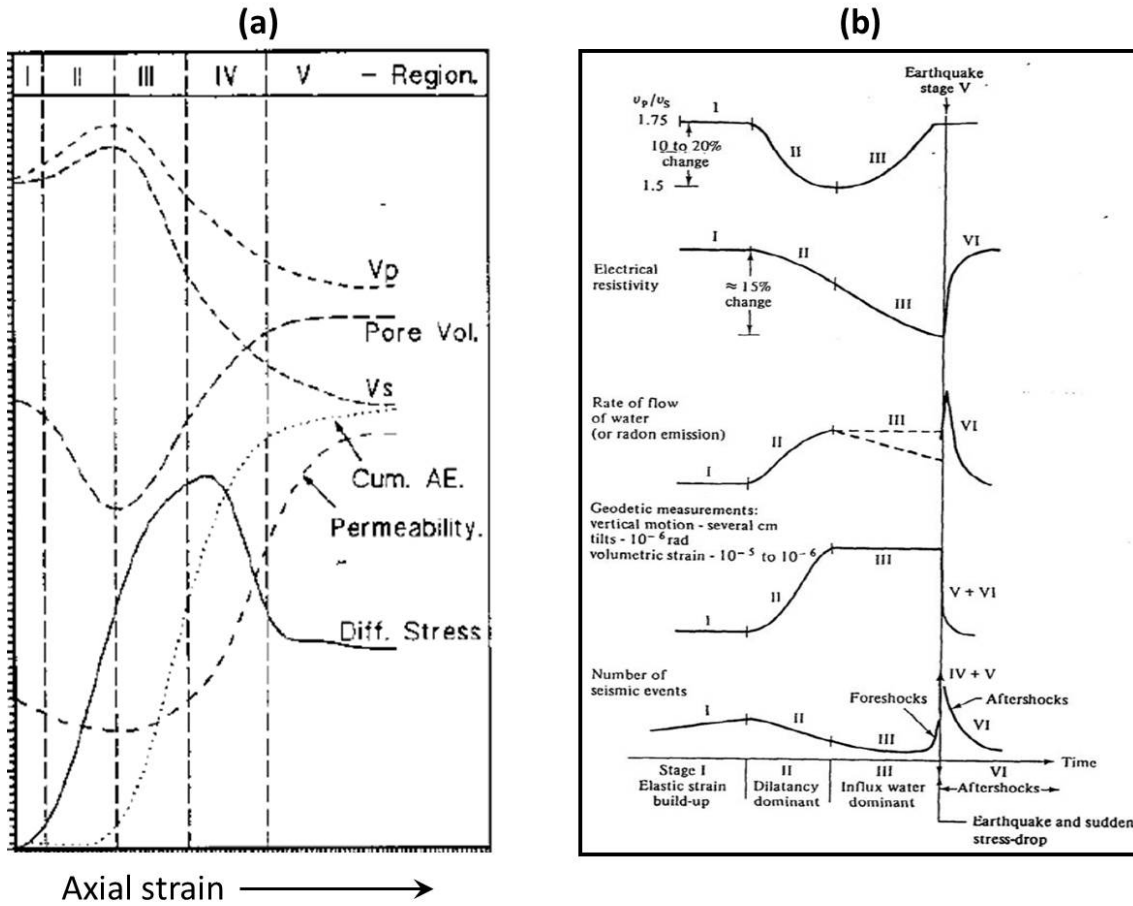 (a)
I II III IV V – Region.
Vp
Pore Vol.
Vs
Cum. AE.
Permeability.
Diff. Stress
Axial strain
(b)
Earthquake
stage V
υP/υS
1.75
I
10 to 20%
change
II
III
1.5
Electrical
resistivity
I
II
≈ 15%
change
III
VI
Rate of flow
of water
(or radon emission)
I
II
III
VI
Geodetic measurements:
vertical motion - several cm
tilts - 10⁻⁶ rad
volumetric strain - 10⁻⁵ to 10⁻⁶
I
II
III
V + VI
Number of
seismic events
I
II
III
Foreshocks
IV + V
Aftershocks
VI
Time
Stage I
Elastic strain
build-up
II
Dilatancy
dominant
III
Influx water
dominant
VI
Aftershocks
Earthquake and sudden
stress-drop